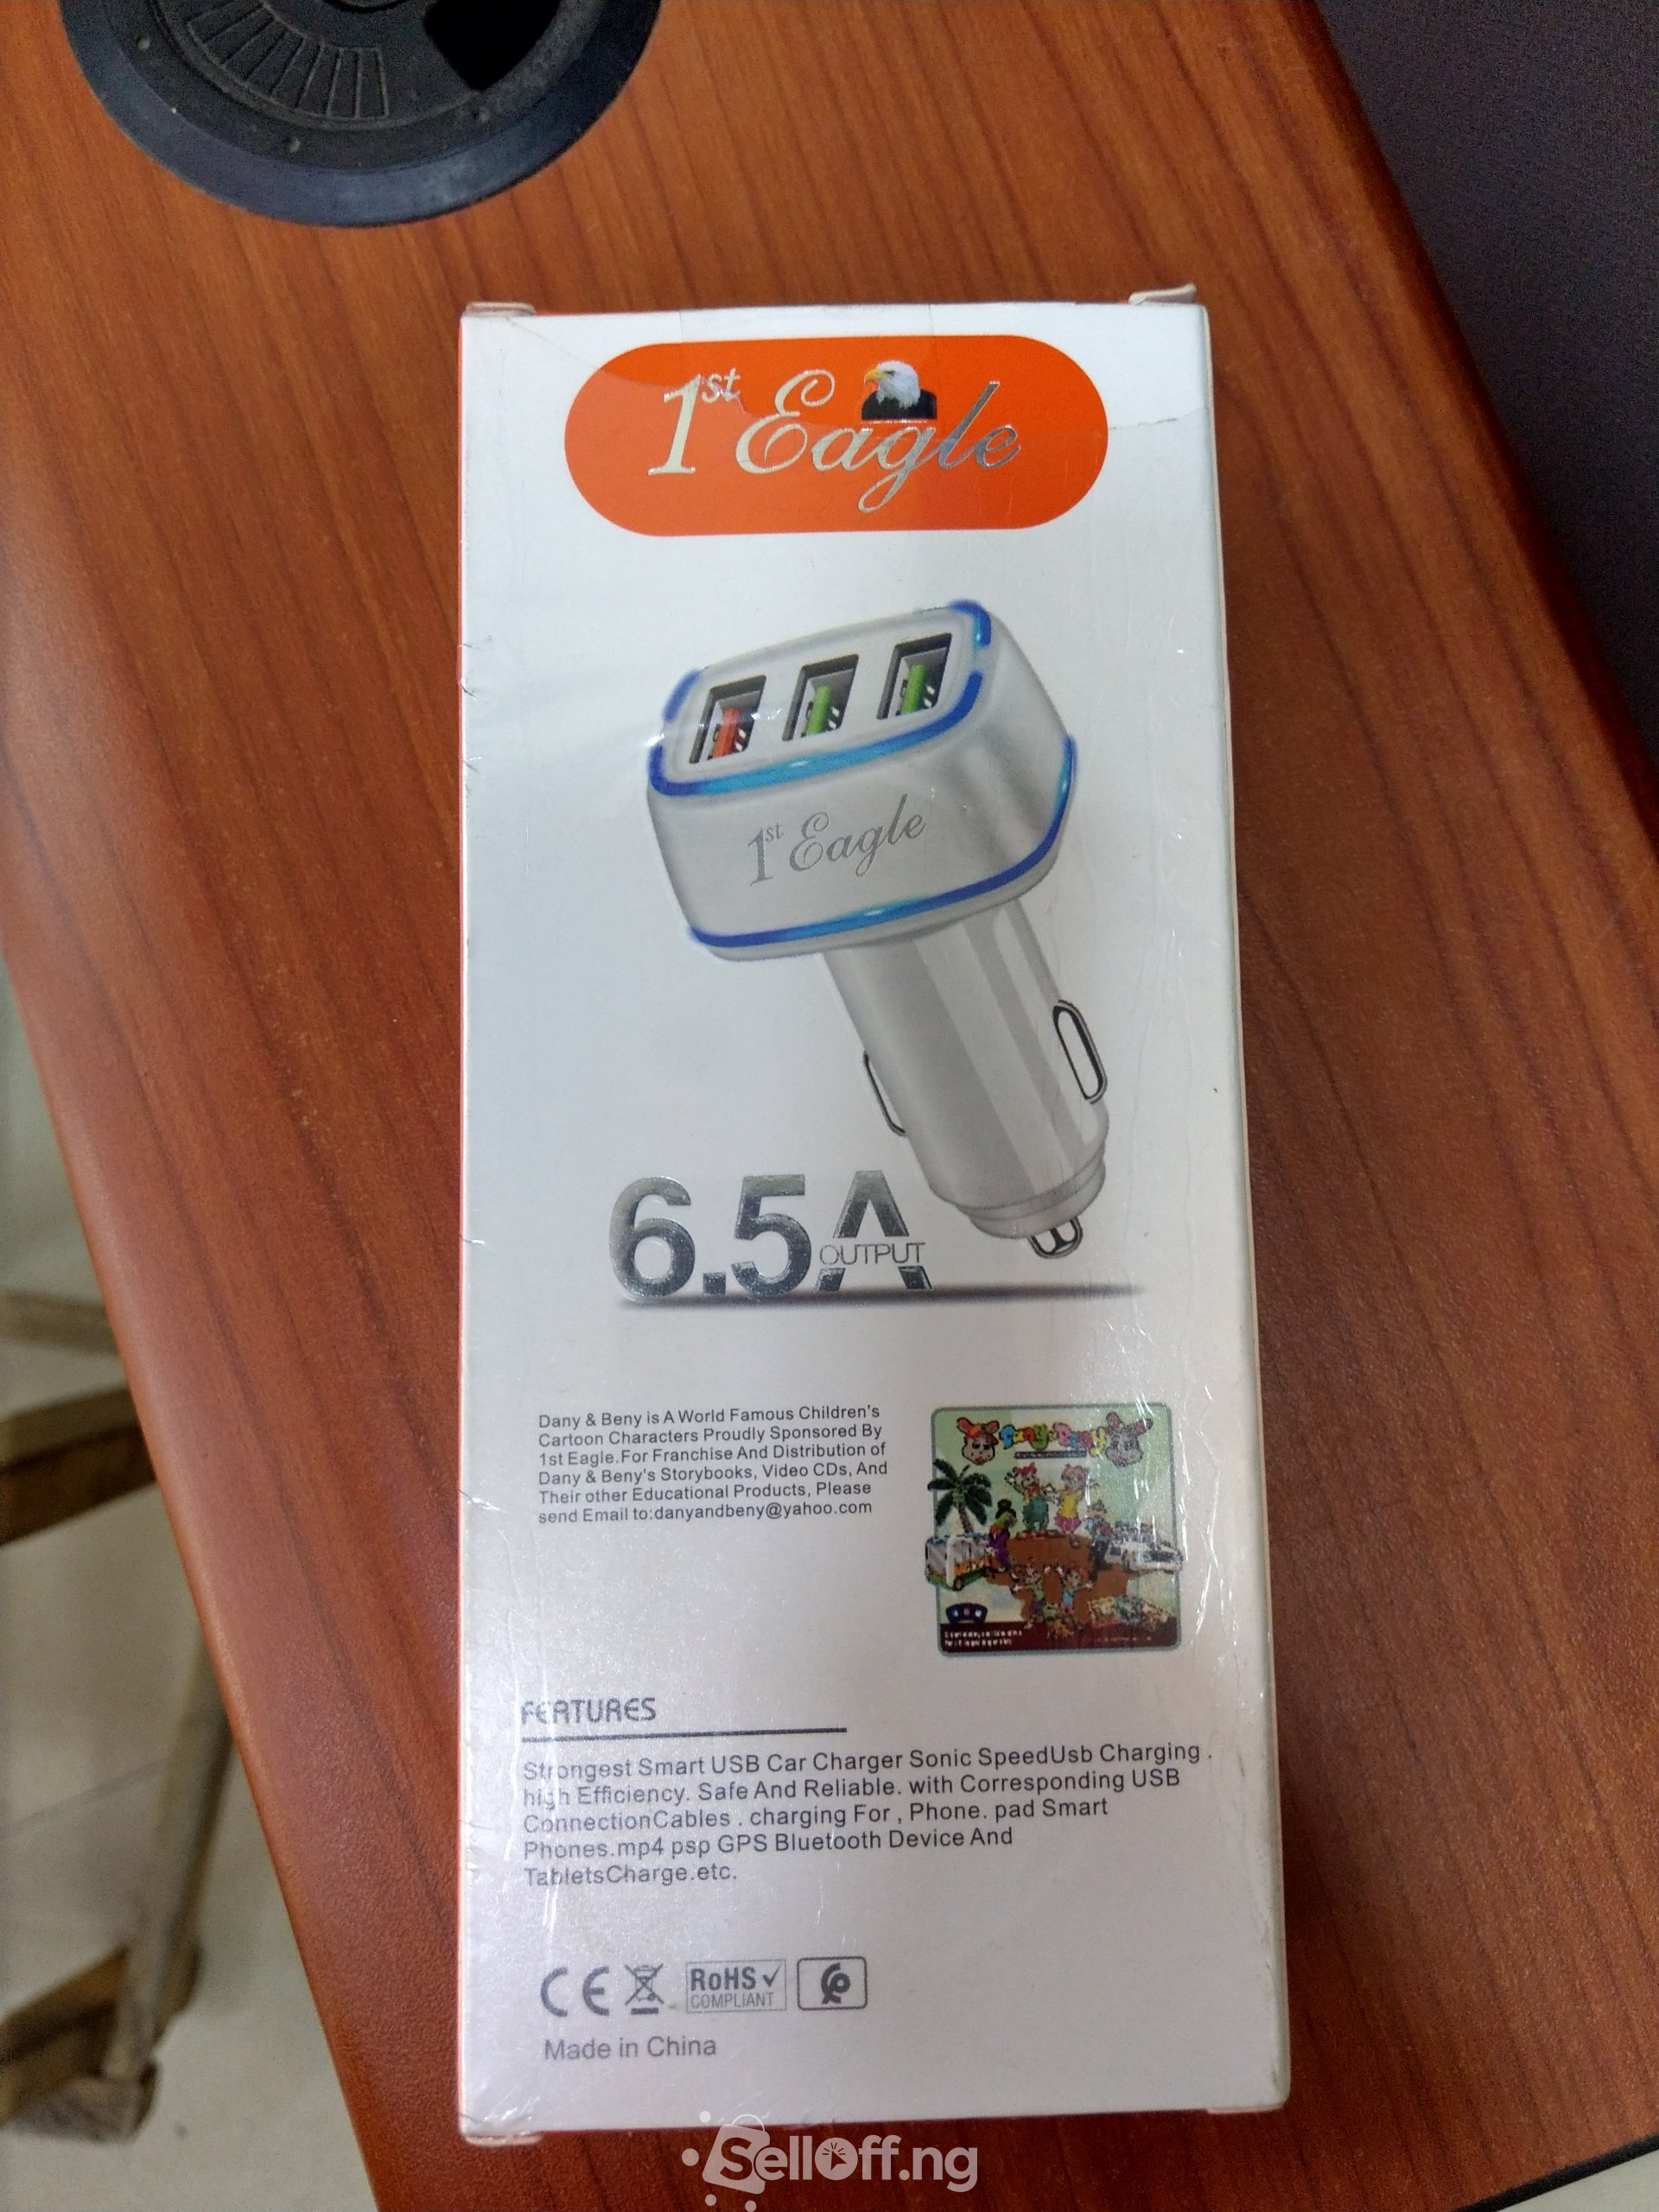 1st Eagle
1st Eagle
6.5A
OUTPUT
Dany & Beny is A World Famous Children's
Cartoon Characters Proudly Sponsored By
1st Eagle.For Franchise And Distribution of
Dany & Beny's Storybooks, Video CDs, And
Their other Educational Products, Please
send Email to:danyandbeny@yahoo.com
FEATURES
Strongest Smart USB Car Charger Sonic SpeedUsb Charging .
high Efficiency. Safe And Reliable. with Corresponding USB
ConnectionCables . charging For , Phone. pad Smart
Phones.mp4 psp GPS Bluetooth Device And
TabletsCharge.etc.
CE
RoHS
COMPLIANT
Made in China
SellOff.ng